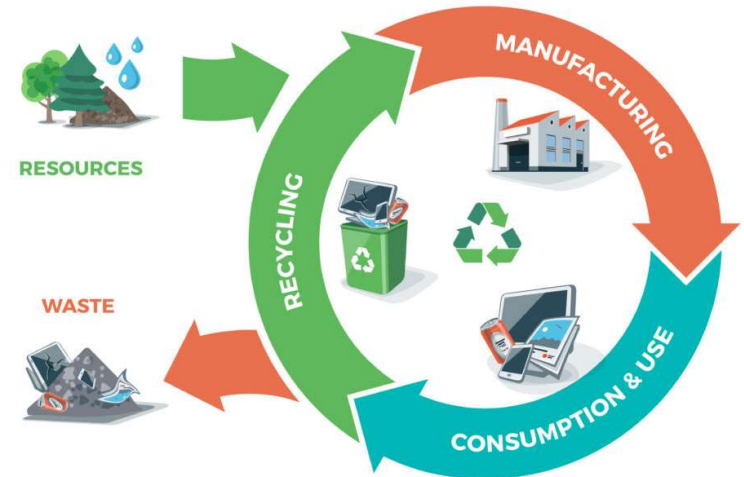 RESOURCES
WASTE
RECYCLING
MANUFACTURING
CONSUMPTION & USE